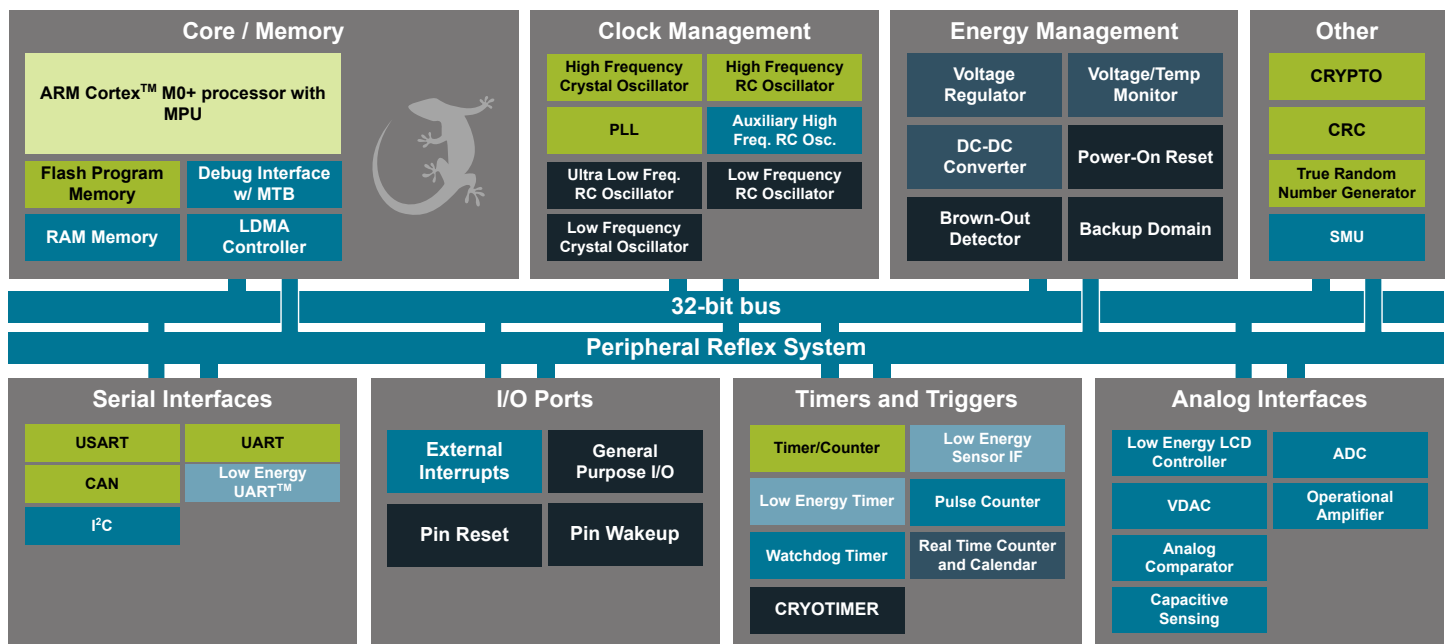 Core / Memory
ARM Cortex™ M0+ processor with
MPU
Flash Program
Memory
Debug Interface
w/ MTB
RAM Memory
LDMA
Controller
Clock Management
High Frequency
Crystal Oscillator
High Frequency
RC Oscillator
PLL
Auxiliary High
Freq. RC Osc.
Ultra Low Freq.
RC Oscillator
Low Frequency
RC Oscillator
Low Frequency
Crystal Oscillator
Energy Management
Voltage
Regulator
Voltage/Temp
Monitor
DC-DC
Converter
Power-On Reset
Brown-Out
Detector
Backup Domain
Other
CRYPTO
CRC
True Random
Number Generator
SMU
32-bit bus
Peripheral Reflex System
Serial Interfaces
USART
UART
CAN
Low Energy
UART™
I²C
I/O Ports
External
Interrupts
General
Purpose I/O
Pin Reset
Pin Wakeup
Timers and Triggers
Timer/Counter
Low Energy
Sensor IF
Low Energy Timer
Pulse Counter
Watchdog Timer
Real Time Counter
and Calendar
CRYOTIMER
Analog Interfaces
Low Energy LCD
Controller
ADC
VDAC
Operational
Amplifier
Analog
Comparator
Capacitive
Sensing